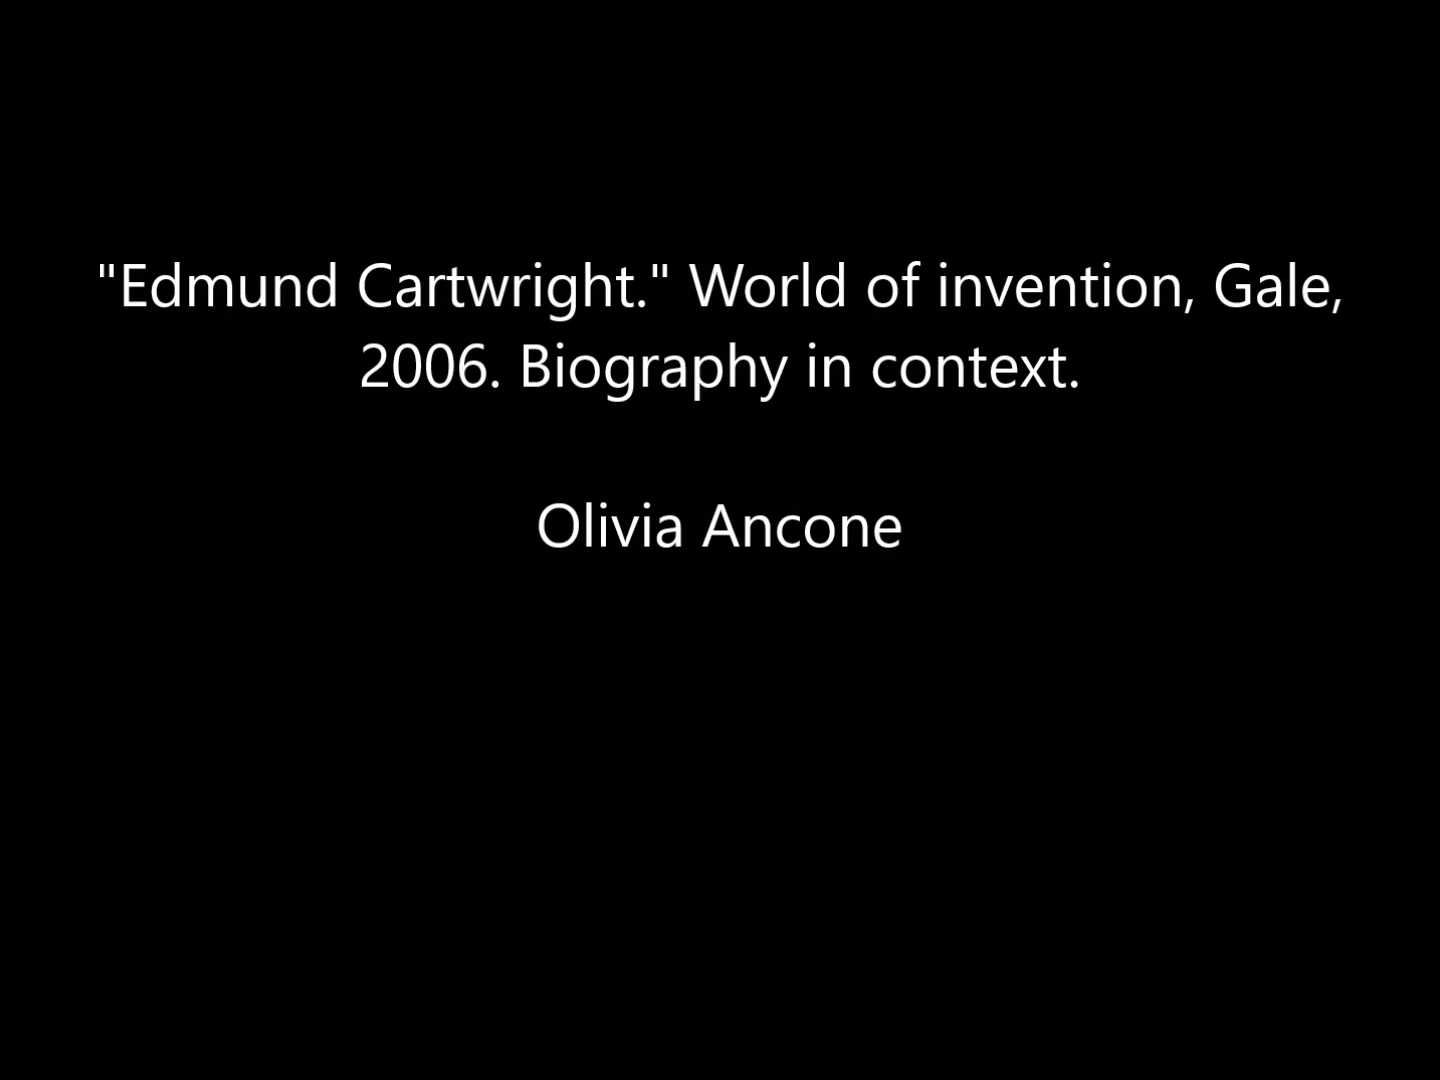 "Edmund Cartwright." World of invention, Gale,
2006. Biography in context.
Olivia Ancone